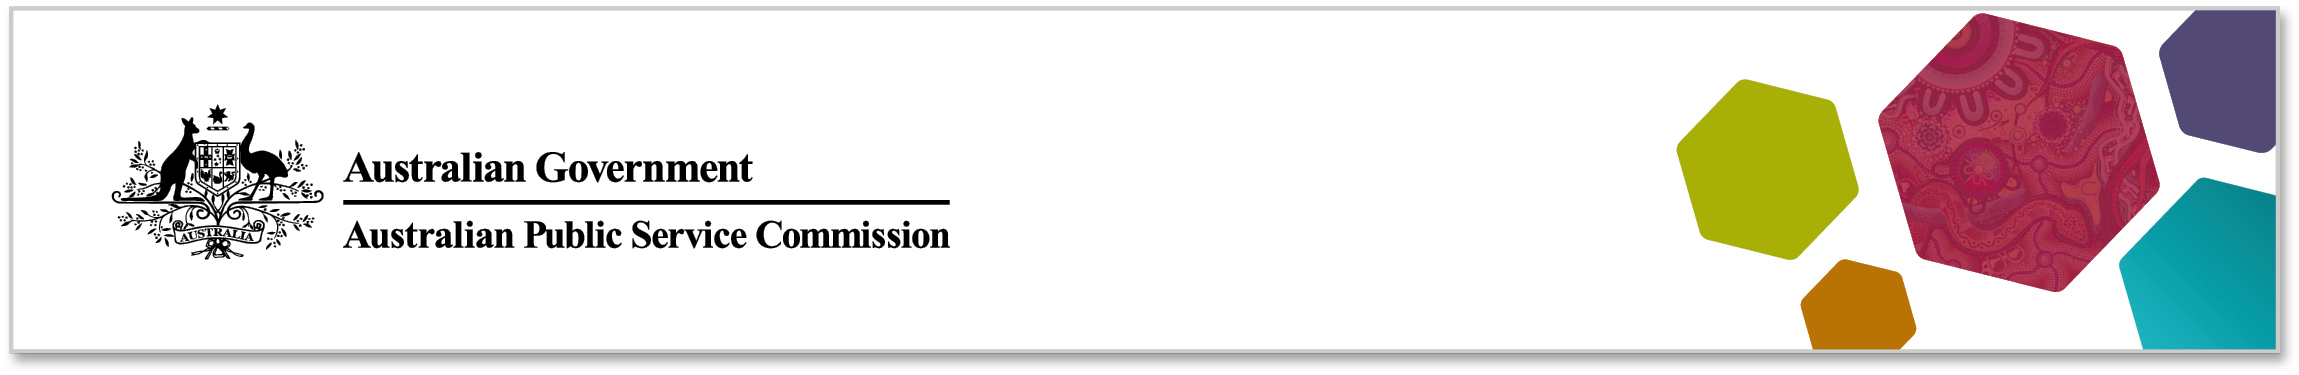 AUSTRALIA
Australian Government
Australian Public Service Commission